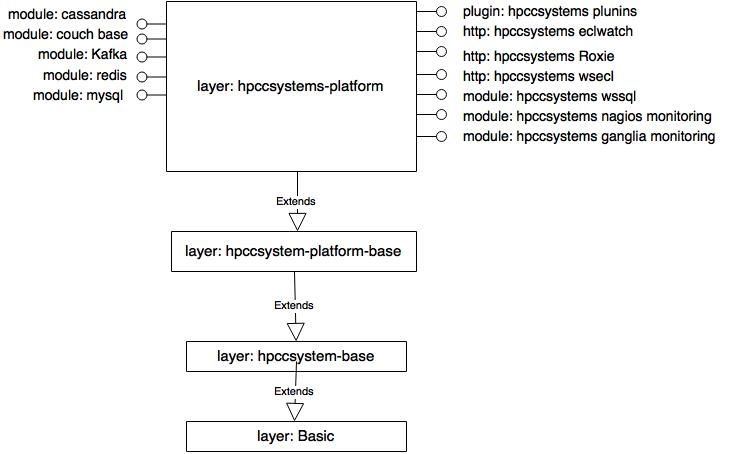 module: cassandra
module: couch base
module: Kafka
module: redis
module: mysql
layer: hpccsystems-platform
plugin: hpccsystems plunins
http: hpccsystems eclwatch
http: hpccsystems Roxie
http: hpccsystems wsecl
module: hpccsystems wssql
module: hpccsystems nagios monitoring
module: hpccsystems ganglia monitoring
Extends
layer: hpccsystem-platform-base
Extends
layer: hpccsystem-base
Extends
layer: Basic